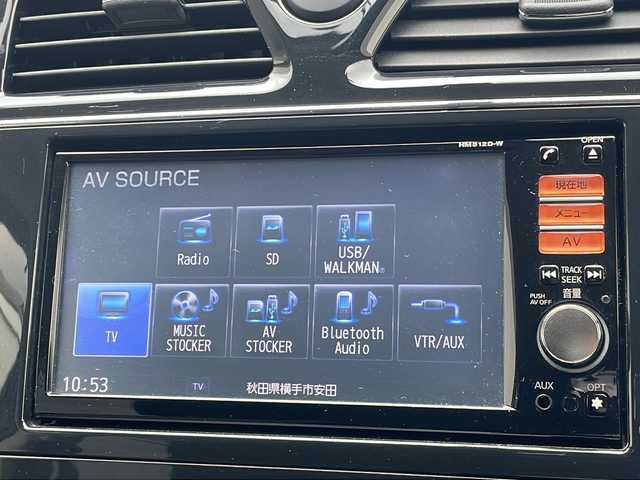 HM512D-W
OPEN
AV SOURCE
現在地
メニュー
AV
Radio
SD
USB/
WALKMAN®
TRACK
SEEK
PUSH
AV OFF
音量
TV
MUSIC
STOCKER
AV
STOCKER
Bluetooth
Audio
VTR/AUX
10:53
TV
秋田県横手市安田
AUX
OPT